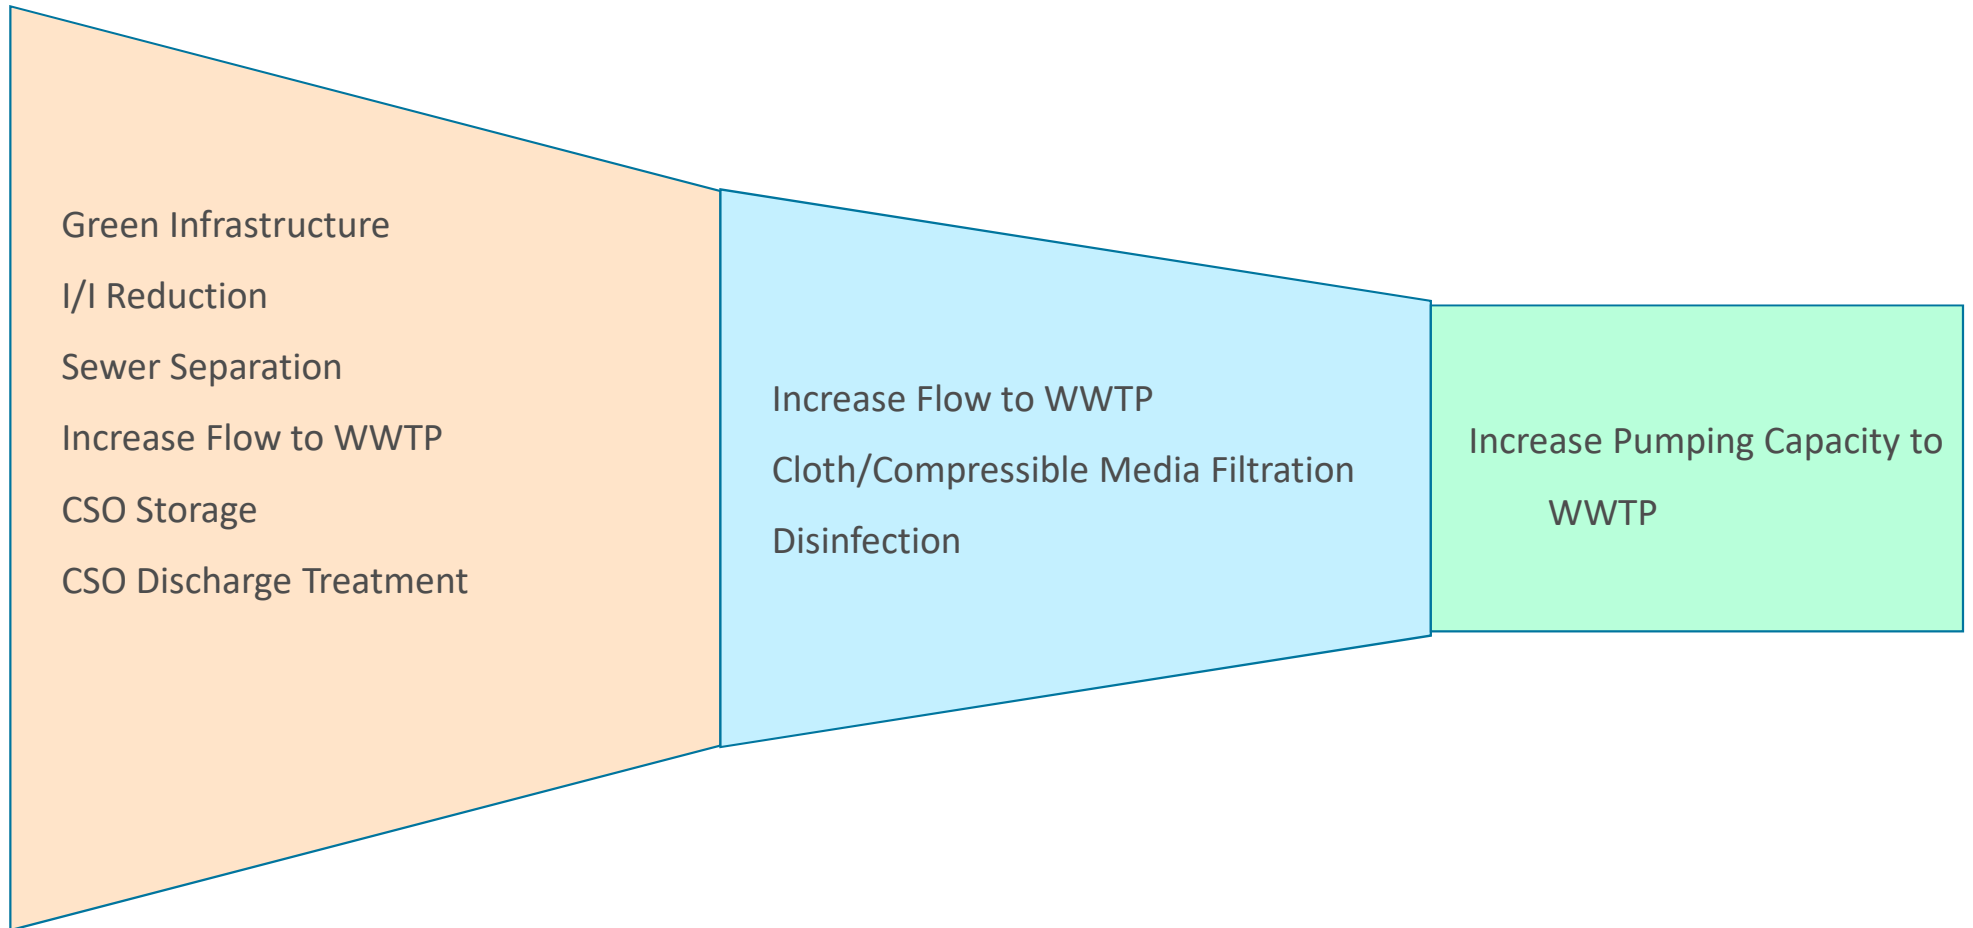 Green Infrastructure
I/I Reduction
Sewer Separation
Increase Flow to WWTP
CSO Storage
CSO Discharge Treatment
Increase Flow to WWTP
Cloth/Compressible Media Filtration
Disinfection
Increase Pumping Capacity to
WWTP